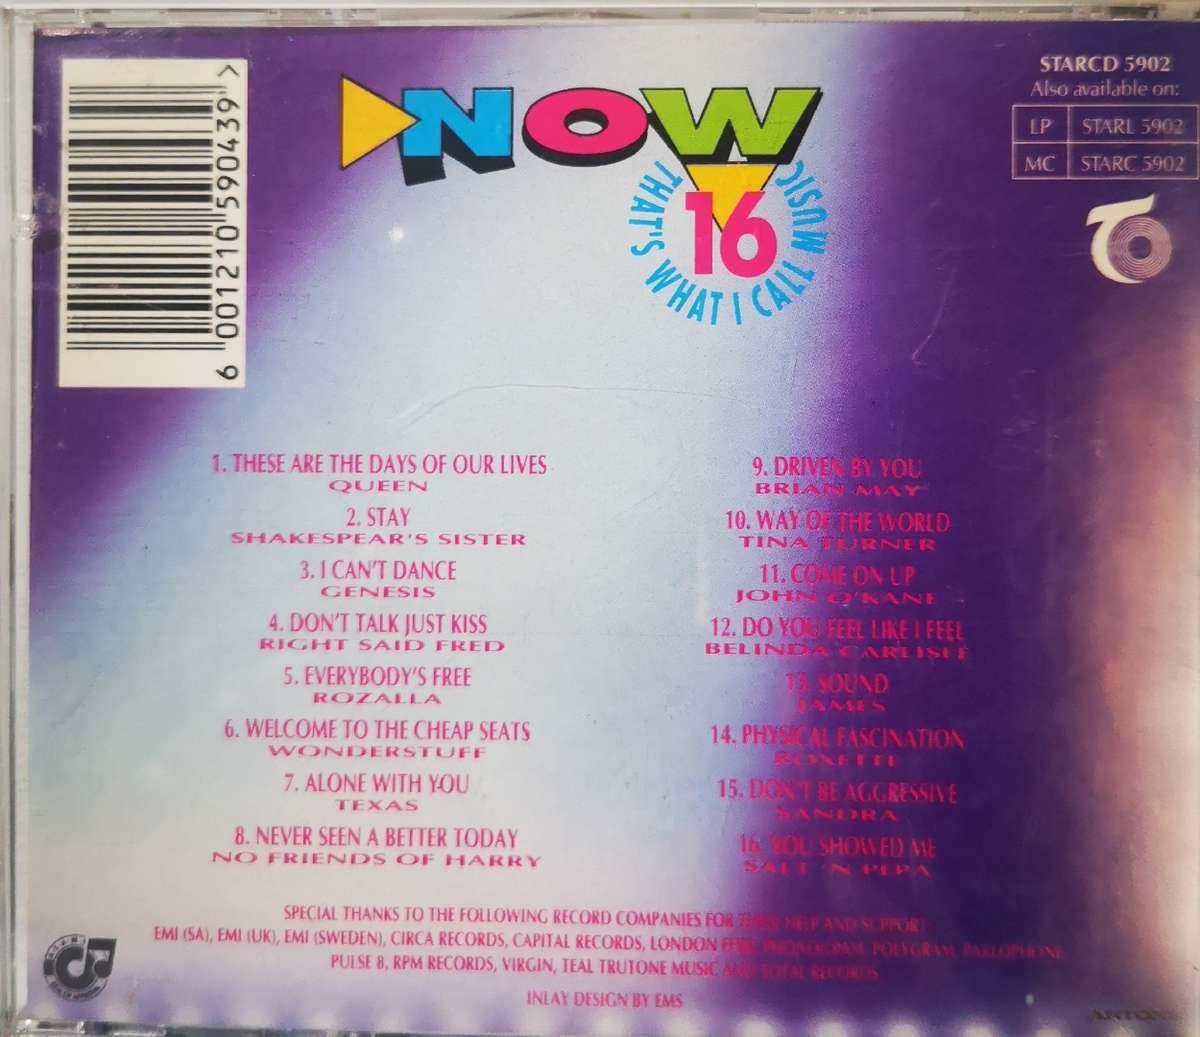 6 001210 590439 >
NOW
16
THAT'S WHAT I CALL MUSIC
STARCD 5902
Also available on:
LP STARL 5902
MC STARC 5902
1. THESE ARE THE DAYS OF OUR LIVES
QUEEN
2. STAY
SHAKESPEAR'S SISTER
3. I CAN'T DANCE
GENESIS
4. DON'T TALK JUST KISS
RIGHT SAID FRED
5. EVERYBODY'S FREE
ROZALLA
6. WELCOME TO THE CHEAP SEATS
WONDERSTUFF
7. ALONE WITH YOU
TEXAS
8. NEVER SEEN A BETTER TODAY
NO FRIENDS OF HARRY
9. DRIVEN BY YOU
BRIAN MAY
10. WAY OF THE WORLD
TINA TURNER
11. COME ON UP
JOHN O'KANE
12. DO YOU FEEL LIKE I FEEL
BELINDA CARLISLE
13. SOUND
JAMES
14. PHYSICAL FASCINATION
ROXETTE
15. DON'T BE AGGRESSIVE
SANDRA
16. YOU SHOWED ME
SALT 'N PEPA
SPECIAL THANKS TO THE FOLLOWING RECORD COMPANIES FOR THEIR HELP AND SUPPORT
EMI (SA), EMI (UK), EMI (SWEDEN), CIRCA RECORDS, CAPITAL RECORDS, LONDON FFRR, PHONOGRAM, POLYGRAM, PARLOPHONE
PULSE 8, RPM RECORDS, VIRGIN, TEAL TRUTONE MUSIC AND TOTAL RECORDS
INLAY DESIGN BY EMS